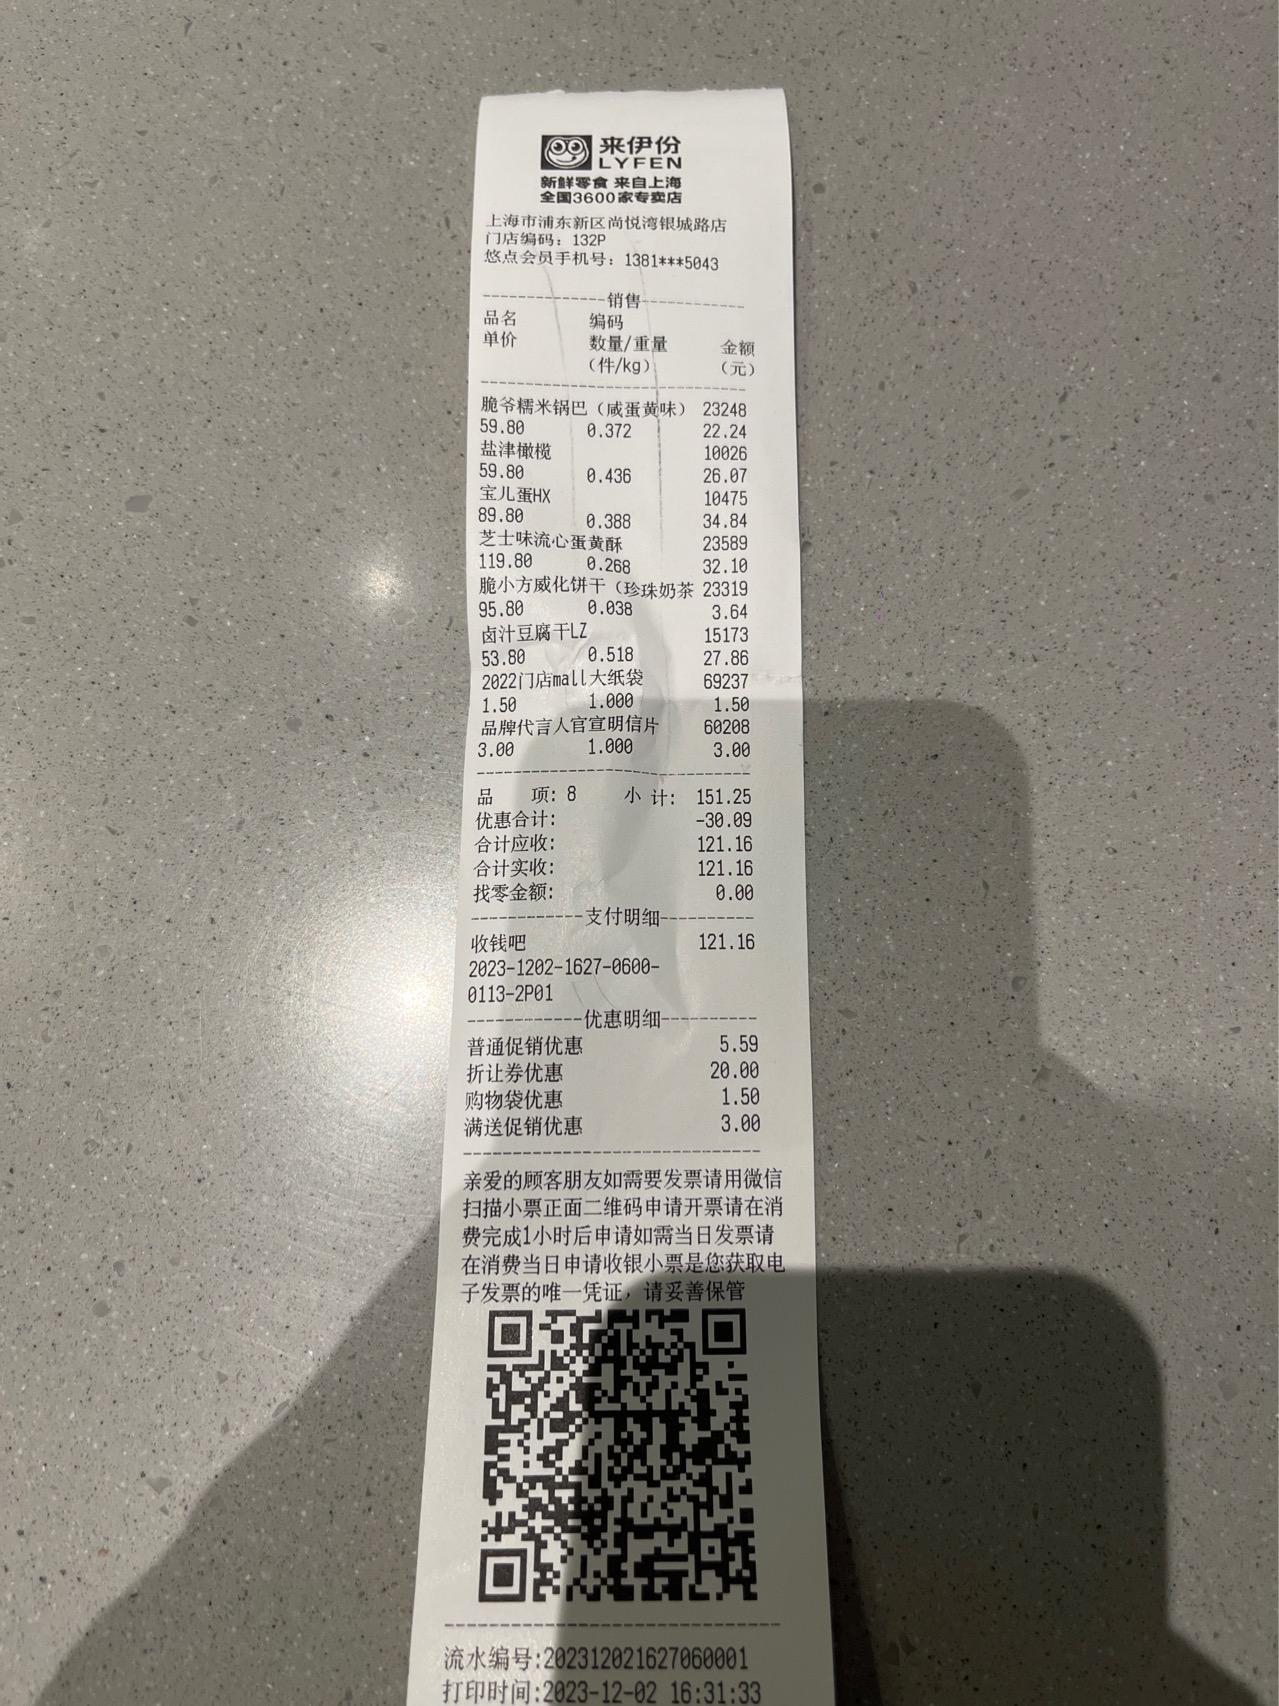 来伊份
LYFEN
新鲜零食 来自上海
全国3600家专卖店
上海市浦东新区尚悦湾银城路店
门店编码：132P
悠点会员手机号：1381***5043
---------------销售-------------
品名 编码
单价 数量/重量 金额
（件/kg） （元）
--------------------------------
脆爷糯米锅巴（咸蛋黄味） 23248
59.80 0.372 22.24
盐津橄榄 10026
59.80 0.436 26.07
宝儿蛋HX 10475
89.80 0.388 34.84
芝士味流心蛋黄酥 23589
119.80 0.268 32.10
脆小方威化饼干（珍珠奶茶 23319
95.80 0.038 3.64
卤汁豆腐干LZ 15173
53.80 0.518 27.86
2022门店mall大纸袋 69237
1.50 1.000 1.50
品牌代言人官宣明信片 60208
3.00 1.000 3.00
--------------------------------
品 项: 8 小 计: 151.25
优惠合计: -30.09
合计应收: 121.16
合计实收: 121.16
找零金额: 0.00
------------支付明细----------
收钱吧 121.16
2023-1202-1627-0600-
0113-2P01
------------优惠明细----------
普通促销优惠 5.59
折让券优惠 20.00
购物袋优惠 1.50
满送促销优惠 3.00
--------------------------------
亲爱的顾客朋友如需要发票请用微信
扫描小票正面二维码申请开票请在消
费完成1小时后申请如需当日发票请
在消费当日申请收银小票是您获取电
子发票的唯一凭证，请妥善保管
--------------------------------
流水编号:202312021627060001
打印时间:2023-12-02 16:31:33